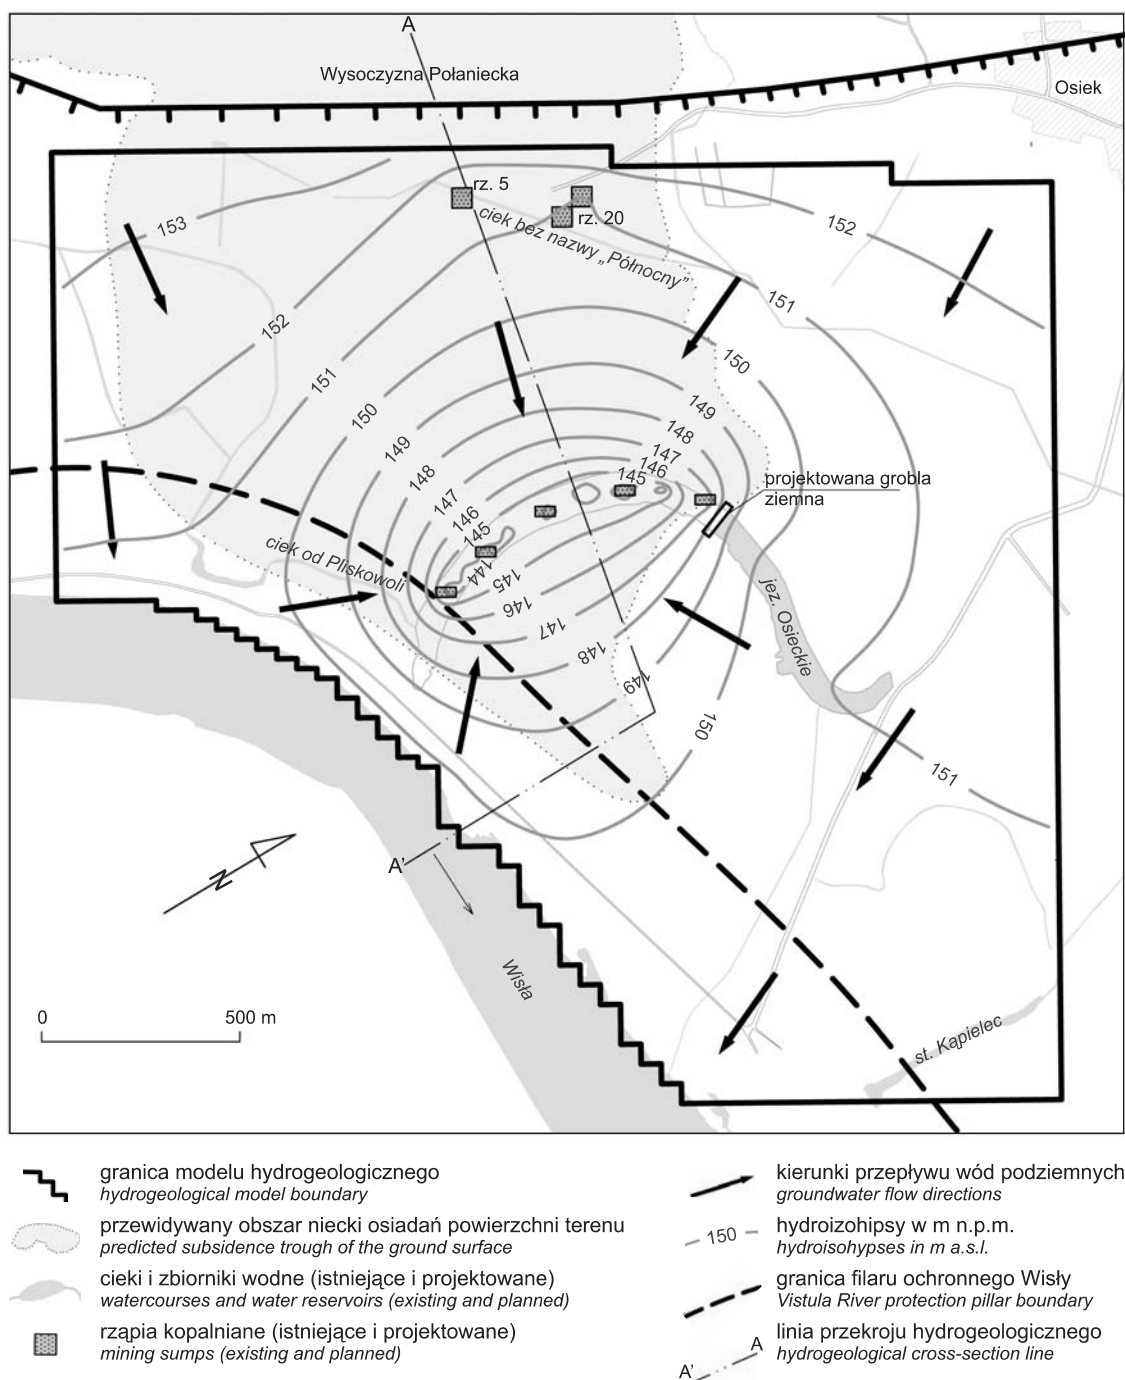 A
Wysoczyzna Połaniecka
Osiek
rz. 5
rz. 20
ciek bez nazwy „Północny”
153
152
152
151
151
150
150
149
149
148
148
147
147
146
146
145
145
projektowana grobla
ziemna
ciek od Pliskowoli
144
145
146
147
148
149
150
jez. Osieckie
151
A'
N
Wisła
0
500 m
st. Kąpielec
granica modelu hydrogeologicznego
hydrogeological model boundary
przewidywany obszar niecki osiadań powierzchni terenu
predicted subsidence trough of the ground surface
cieki i zbiorniki wodne (istniejące i projektowane)
watercourses and water reservoirs (existing and planned)
rząpia kopalniane (istniejące i projektowane)
mining sumps (existing and planned)
kierunki przepływu wód podziemnych
groundwater flow directions
150
hydroizohipsy w m n.p.m.
hydroisohypses in m a.s.l.
granica filaru ochronnego Wisły
Vistula River protection pillar boundary
A
A'
linia przekroju hydrogeologicznego
hydrogeological cross-section line